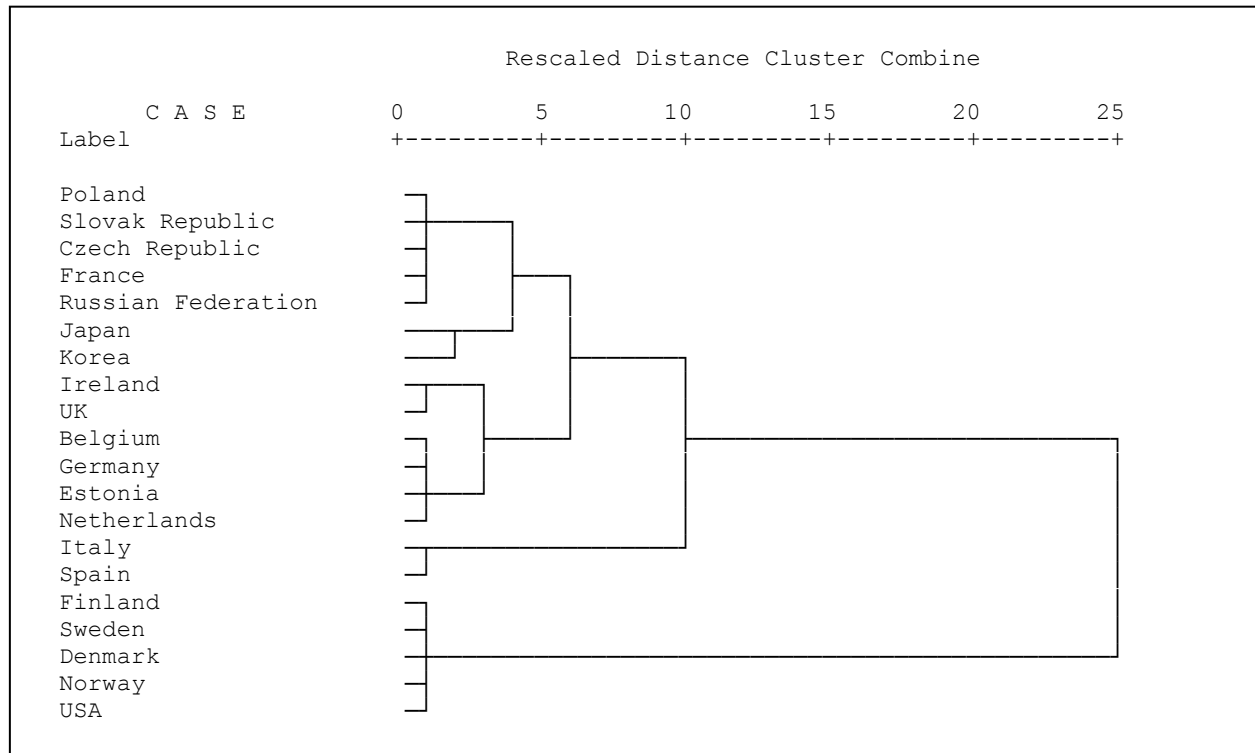 Rescaled Distance Cluster Combine
C A S E 0 5 10 15 20 25
Label +---------+---------+---------+---------+---------+
Poland
Slovak Republic
Czech Republic
France
Russian Federation
Japan
Korea
Ireland
UK
Belgium
Germany
Estonia
Netherlands
Italy
Spain
Finland
Sweden
Denmark
Norway
USA